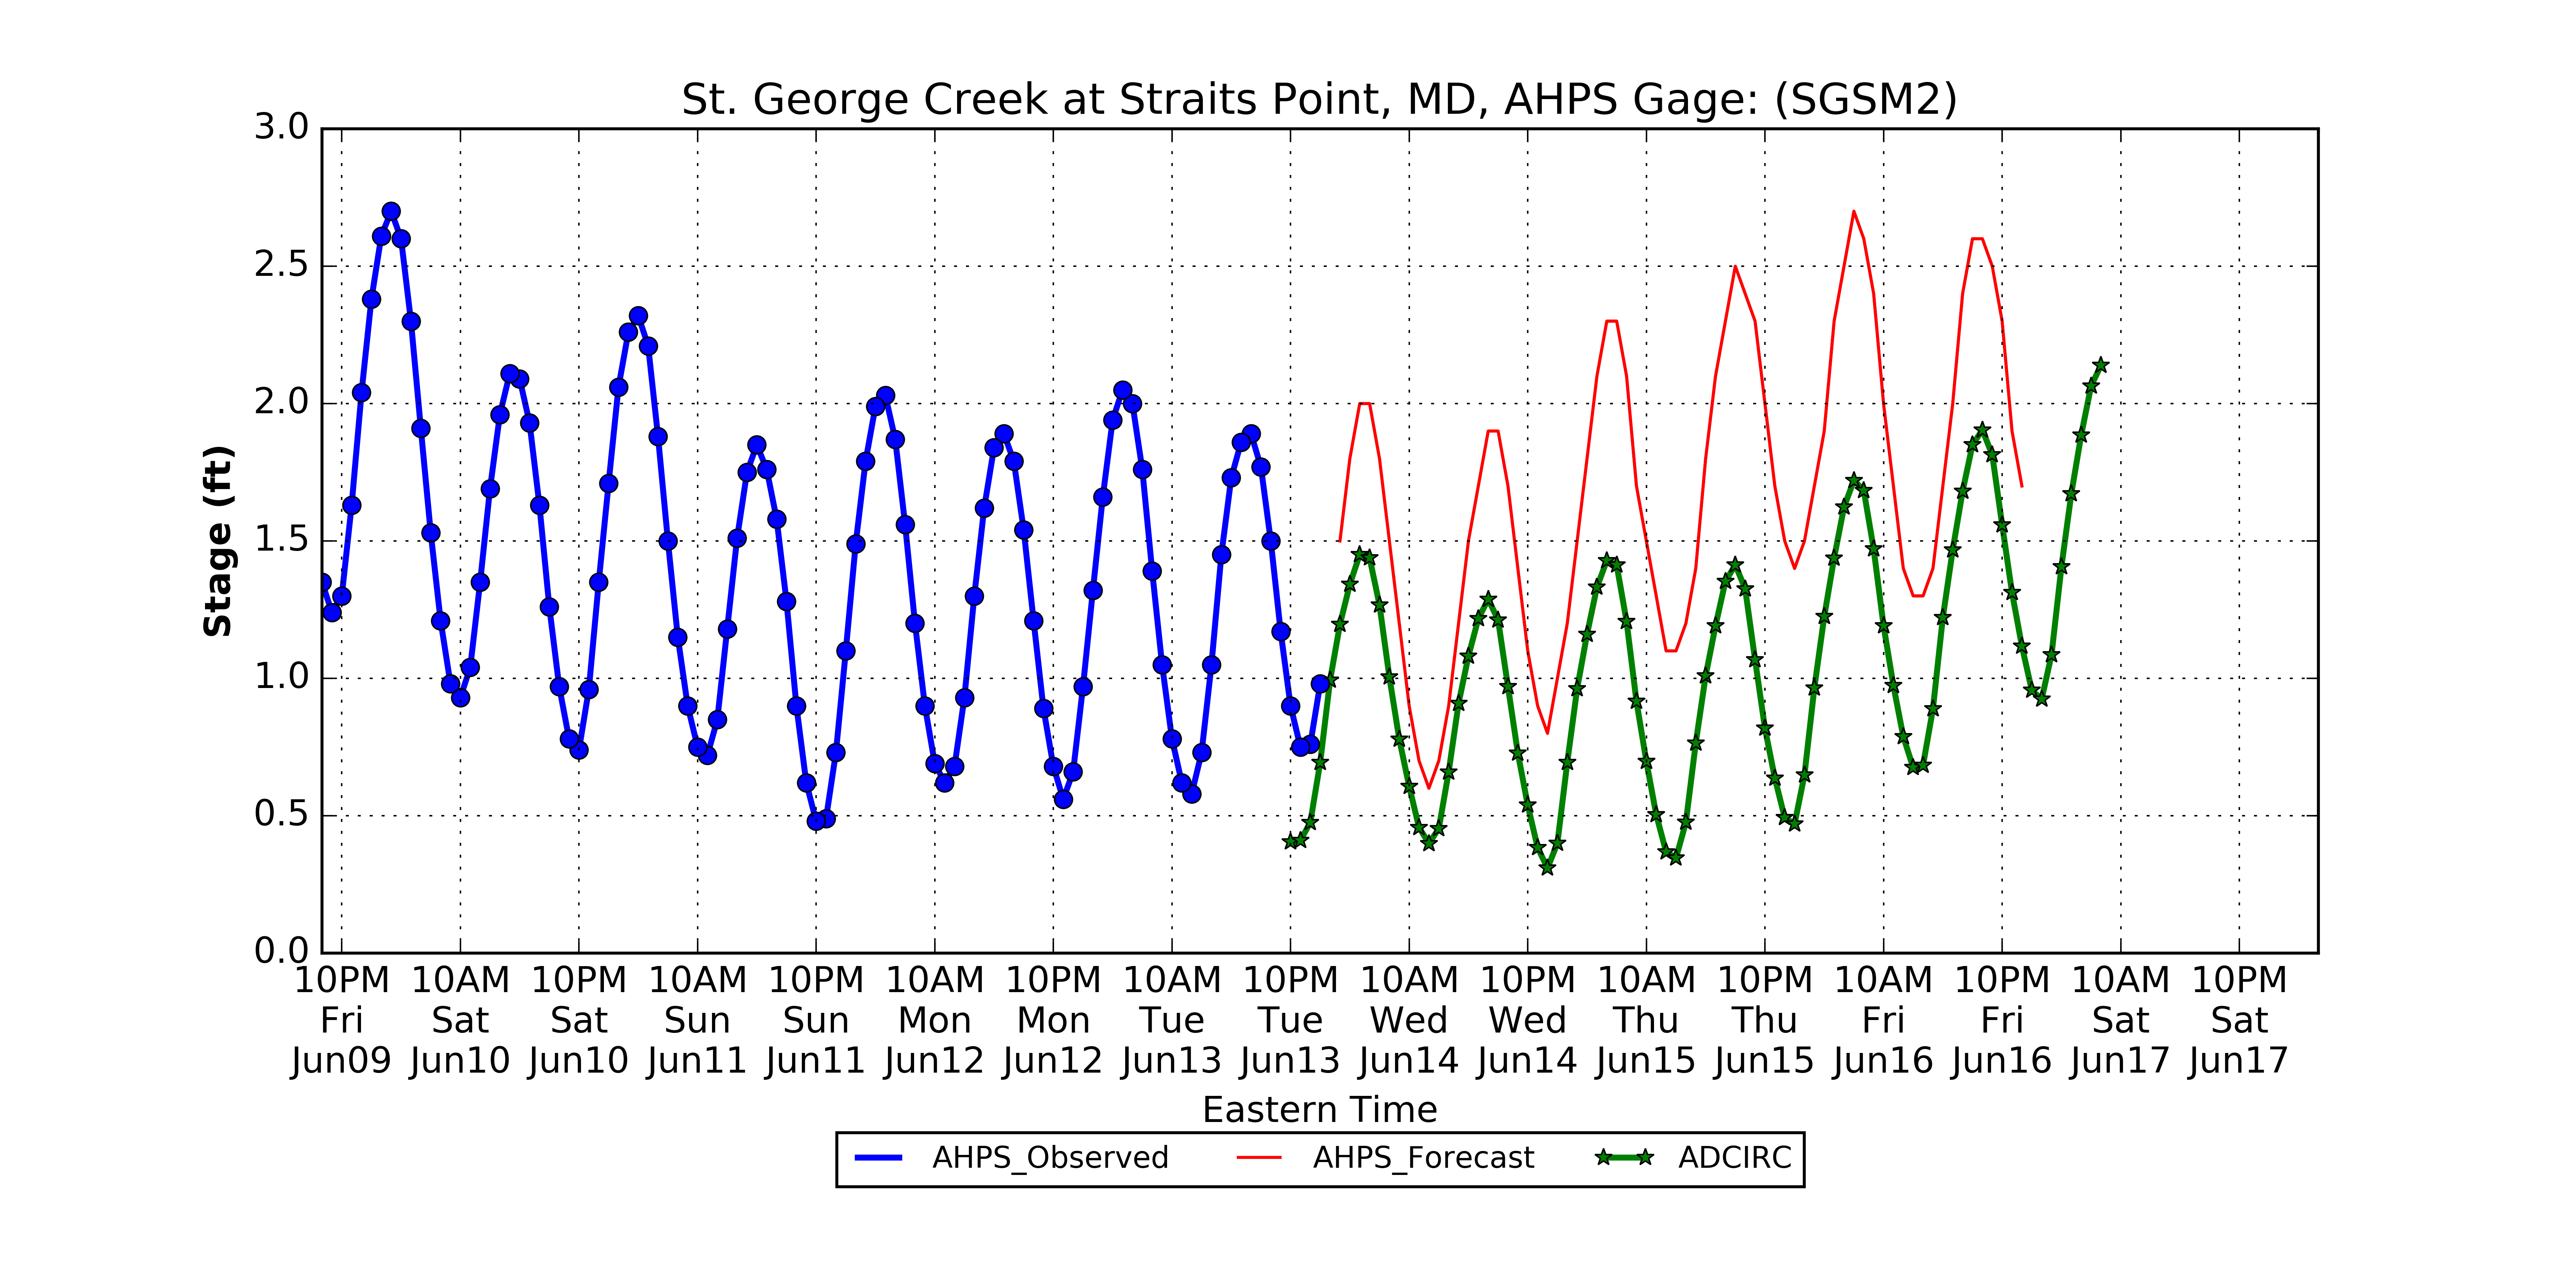 St. George Creek at Straits Point, MD, AHPS Gage: (SGSM2)
3.0
2.5
2.0
1.5
1.0
0.5
0.0
Stage (ft)
10PM 10AM 10PM 10AM 10PM 10AM 10PM 10AM 10PM 10AM 10PM 10AM 10PM 10AM 10PM 10AM 10PM
Fri Sat Sat Sun Sun Mon Mon Tue Tue Wed Wed Thu Thu Fri Fri Sat Sat
Jun09 Jun10 Jun10 Jun11 Jun11 Jun12 Jun12 Jun13 Jun13 Jun14 Jun14 Jun15 Jun15 Jun16 Jun16 Jun17 Jun17
Eastern Time
AHPS_Observed AHPS_Forecast ADCIRC